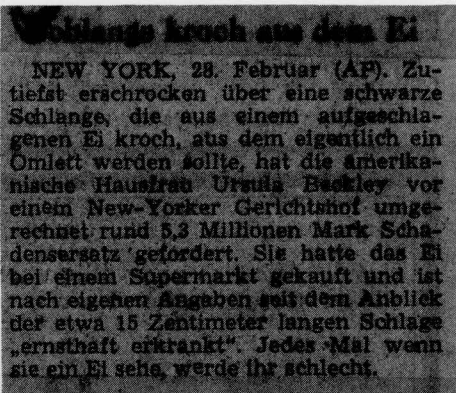 Schlange kroch aus dem Ei
NEW YORK, 28. Februar (AP). Zu-
tiefst erschrocken über eine schwarze
Schlange, die aus einem aufgeschla-
genen Ei kroch, aus dem eigentlich ein
Omlett werden sollte, hat die amerika-
nische Hausfrau Ursula Beckley vor
einem New-Yorker Gerichtshof umge-
rechnet rund 5,3 Millionen Mark Scha-
densersatz gefordert. Sie hatte das Ei
bei einem Supermarkt gekauft und ist
nach eigenen Angaben seit dem Anblick
der etwa 15 Zentimeter langen Schlage
„ernsthaft erkrankt“. Jedes Mal wenn
sie ein Ei sehe, werde ihr schlecht.